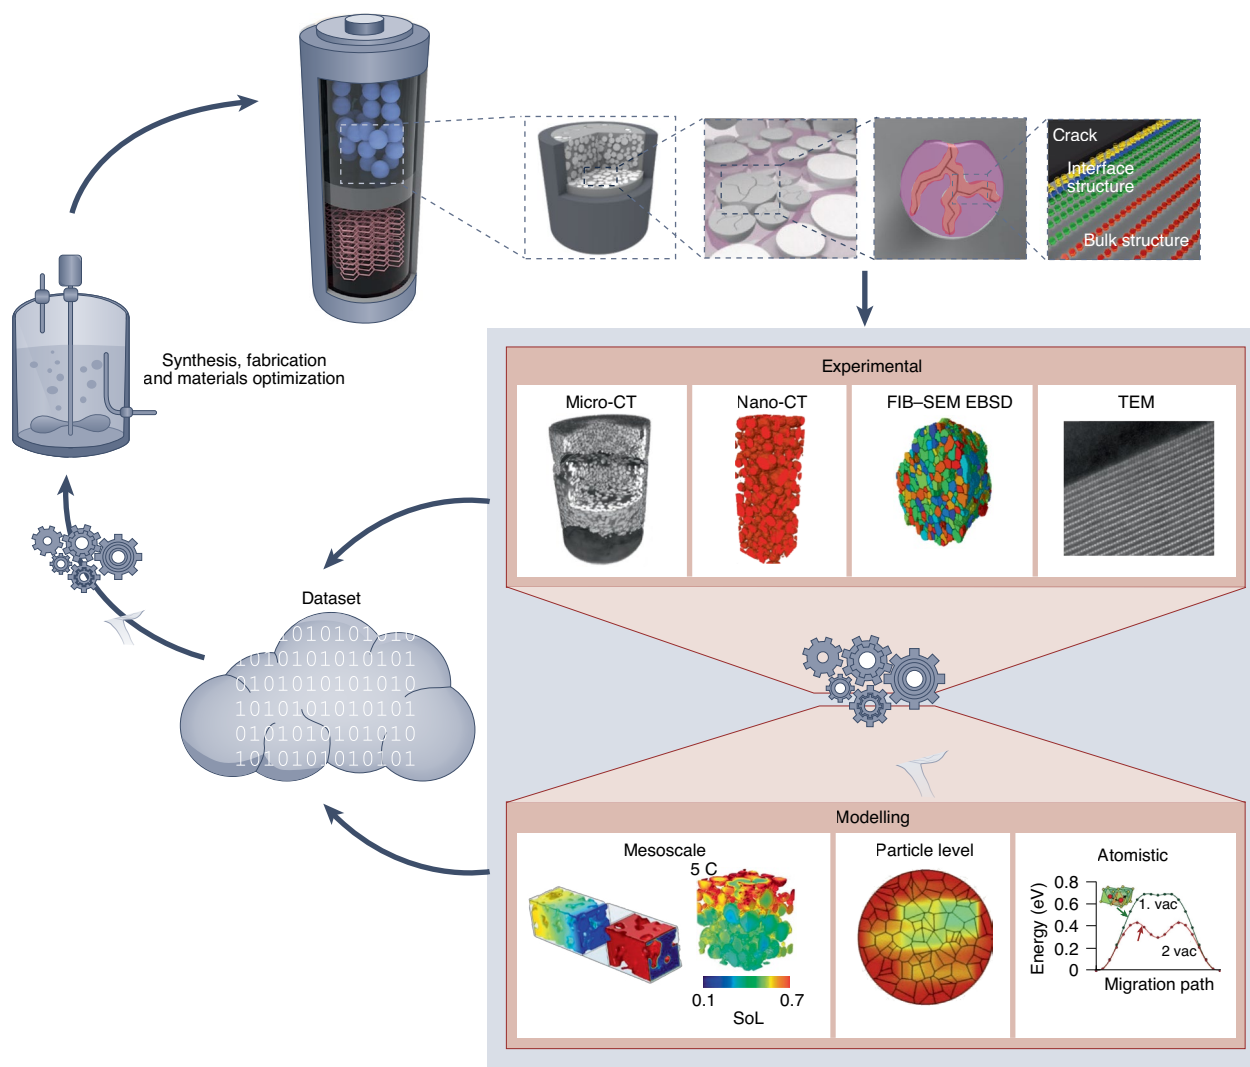 Crack
Interface
structure
Bulk structure
Synthesis, fabrication
and materials optimization
Experimental
Micro-CT
Nano-CT
FIB–SEM EBSD
TEM
Dataset
1010101010
1010101010101
0101010101010
1010101010101
0101010101010
1010101010101
Modelling
Mesoscale
5 C
0.1
0.7
SoL
Particle level
Atomistic
Energy (eV)
0.8
0.6
0.4
0.2
0
1. vac
2 vac
Migration path